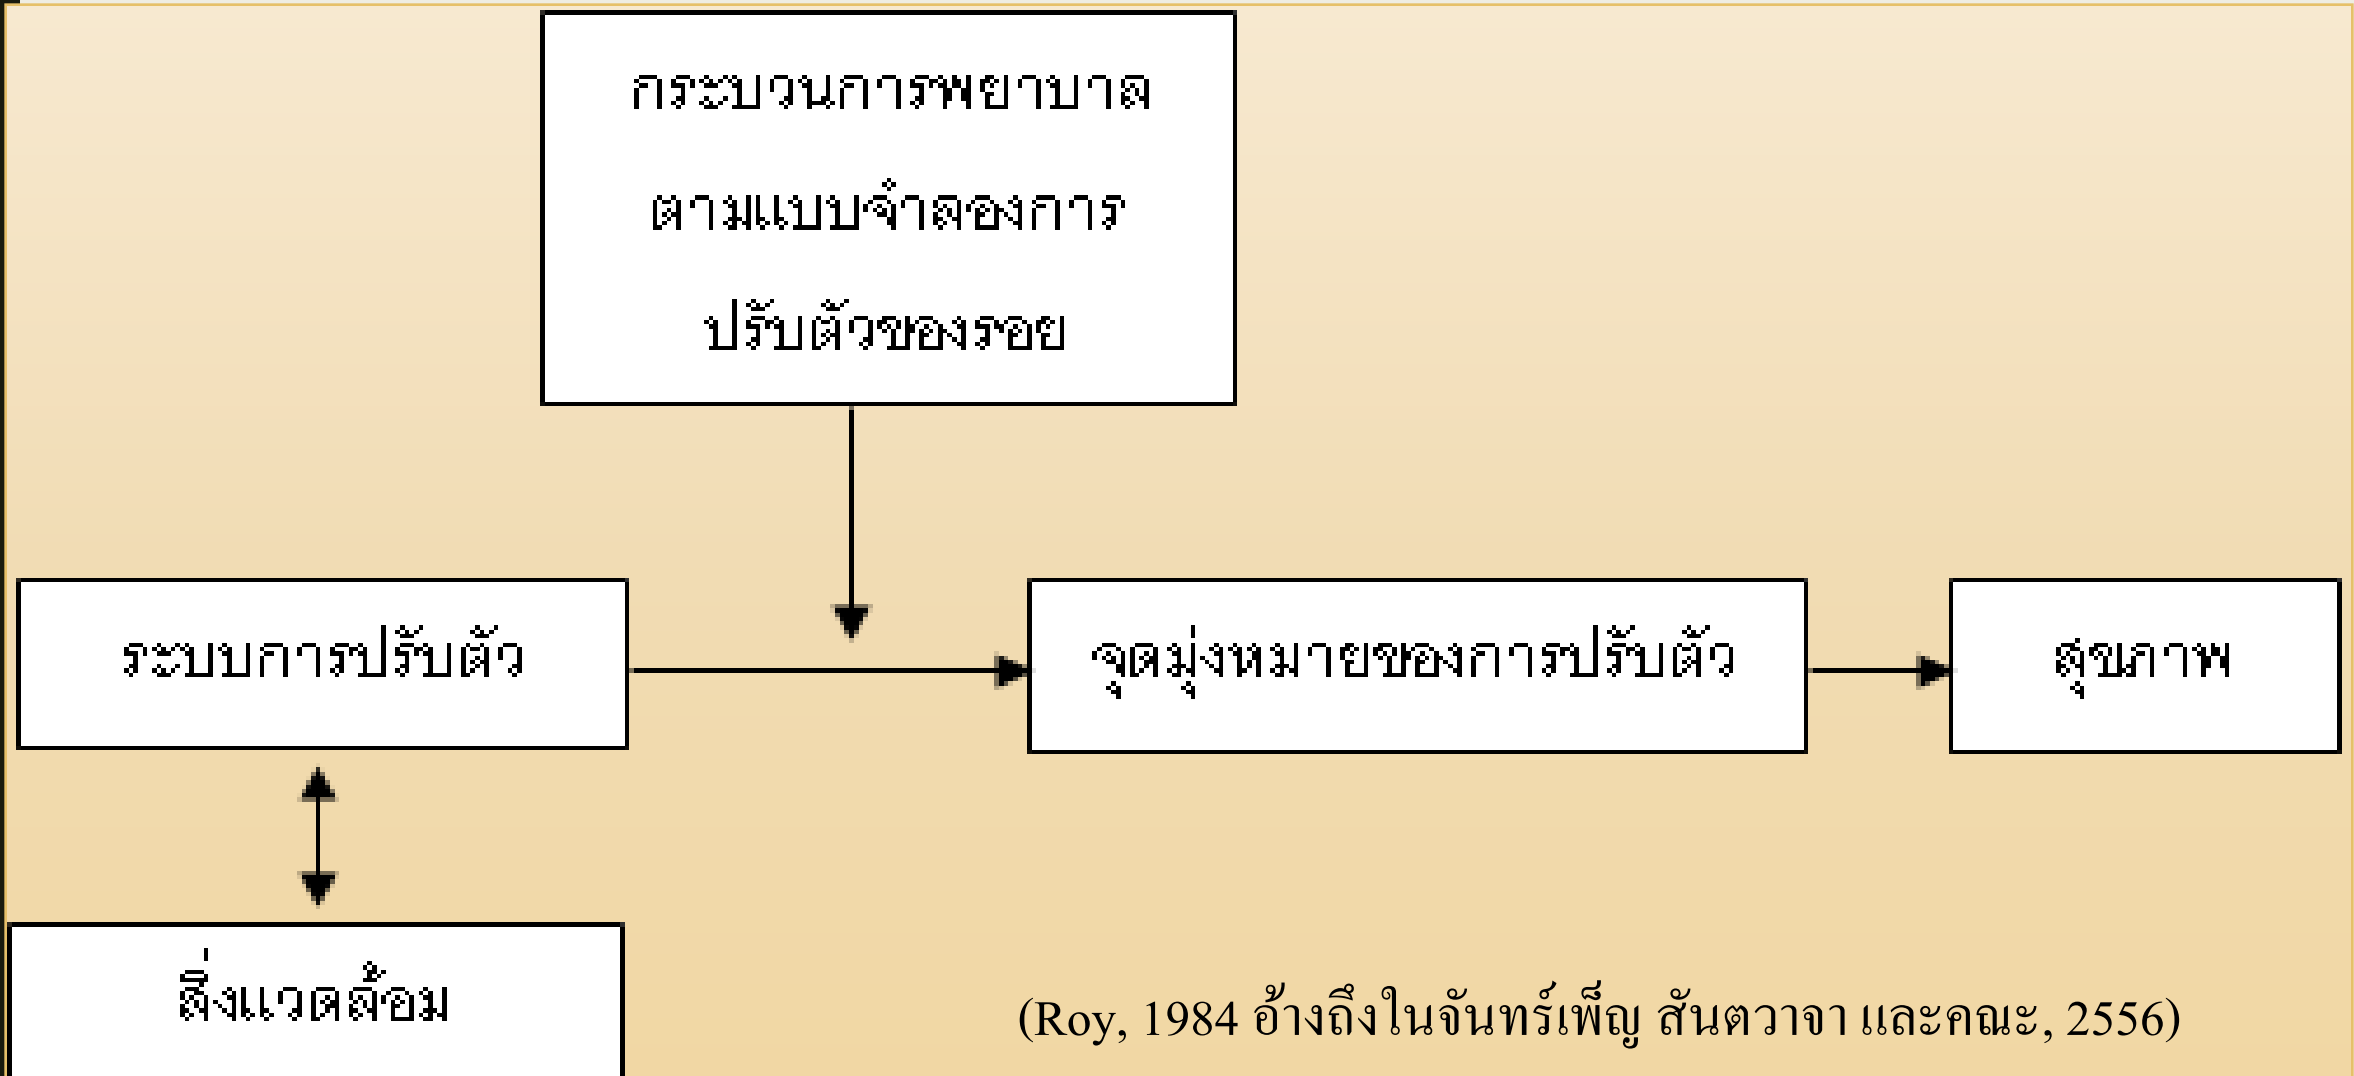 กระบวนการพยาบาล
ตามแบบจำลองการ
ปรับตัวของรอย
ระบบการปรับตัว
จุดมุ่งหมายของการปรับตัว
สุขภาพ
สิ่งแวดล้อม
(Roy, 1984 อ้างถึงในจันทร์เพ็ญ สันตวาจา และคณะ, 2556)